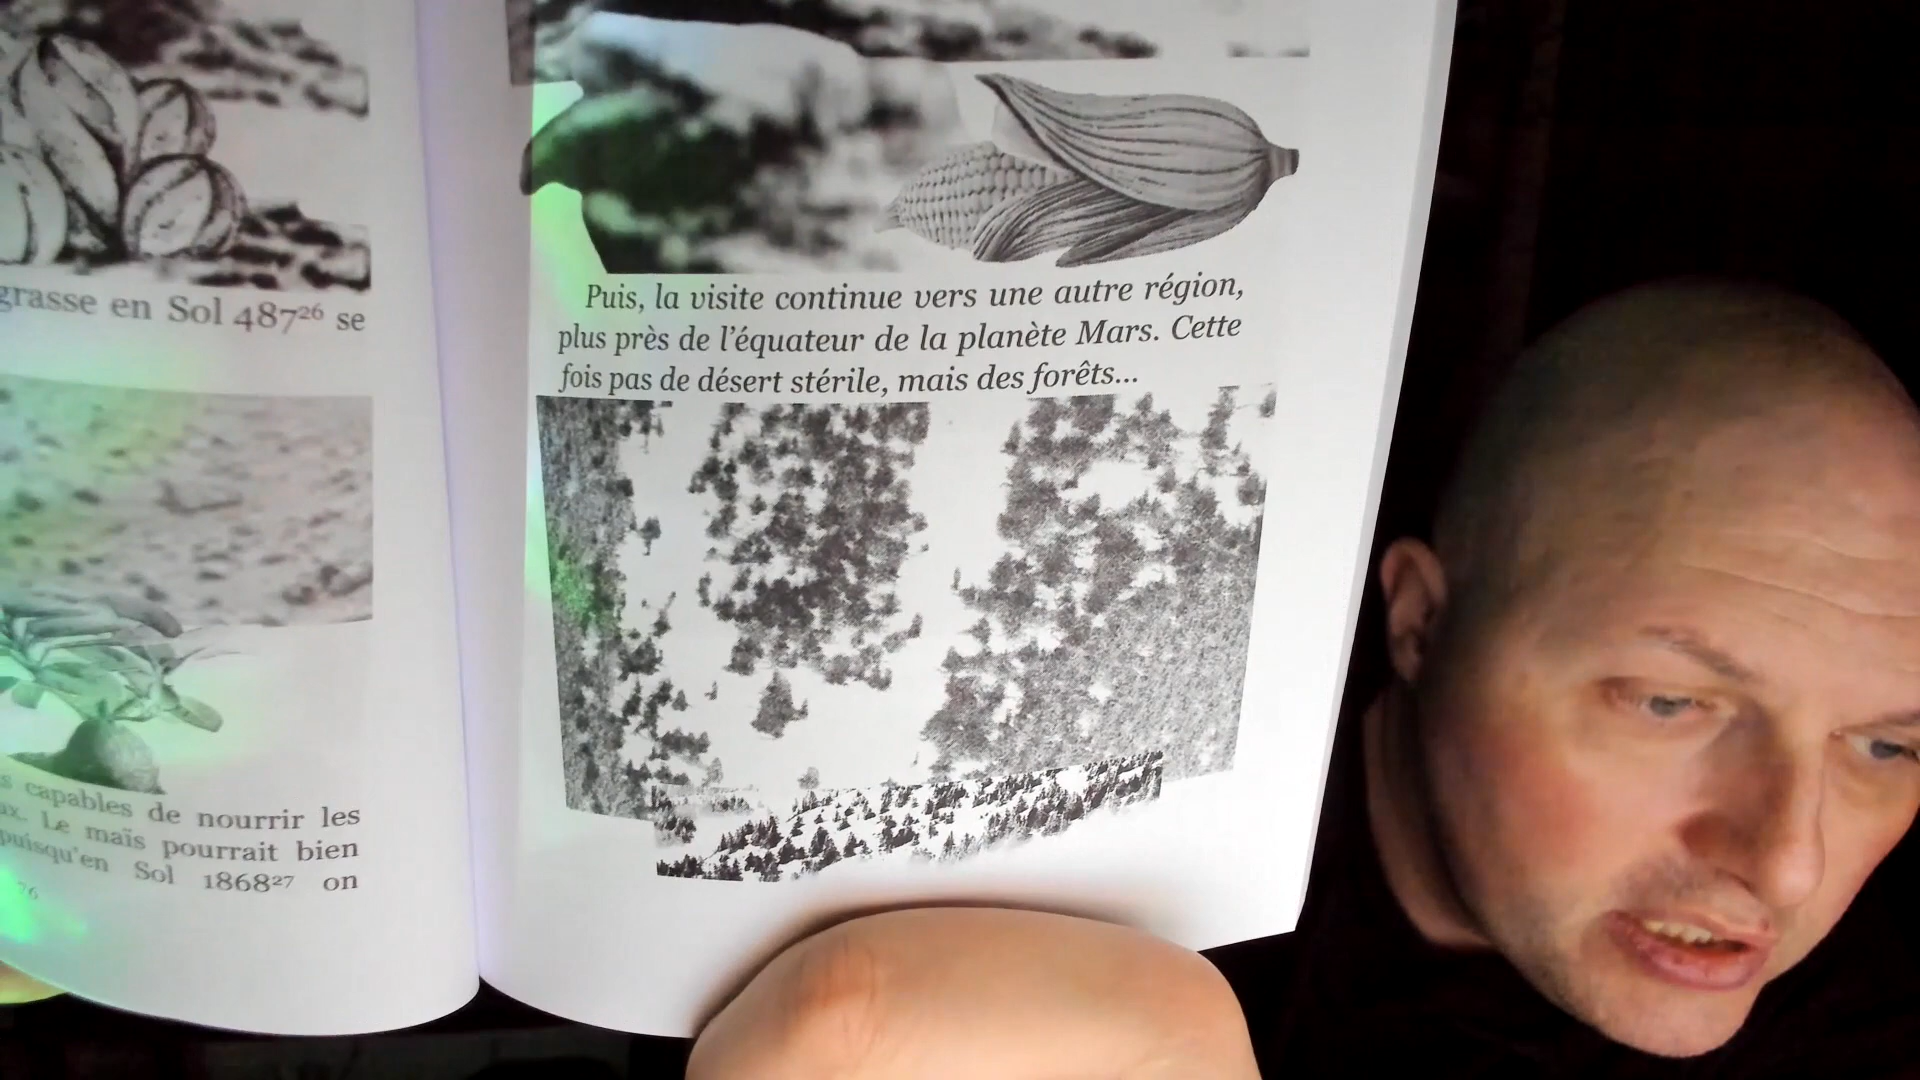 grasse en Sol 487²⁶ se
capables de nourrir les
Le maïs pourrait bien
puisqu'en Sol 1868²⁷ on
76
Puis, la visite continue vers une autre région,
plus près de l'équateur de la planète Mars. Cette
fois pas de désert stérile, mais des forêts...